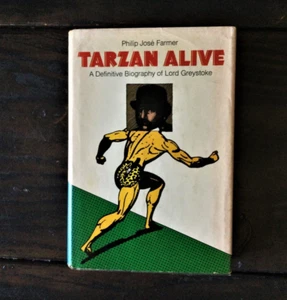 Philip José Farmer
TARZAN ALIVE
A Definitive Biography of Lord Greystoke